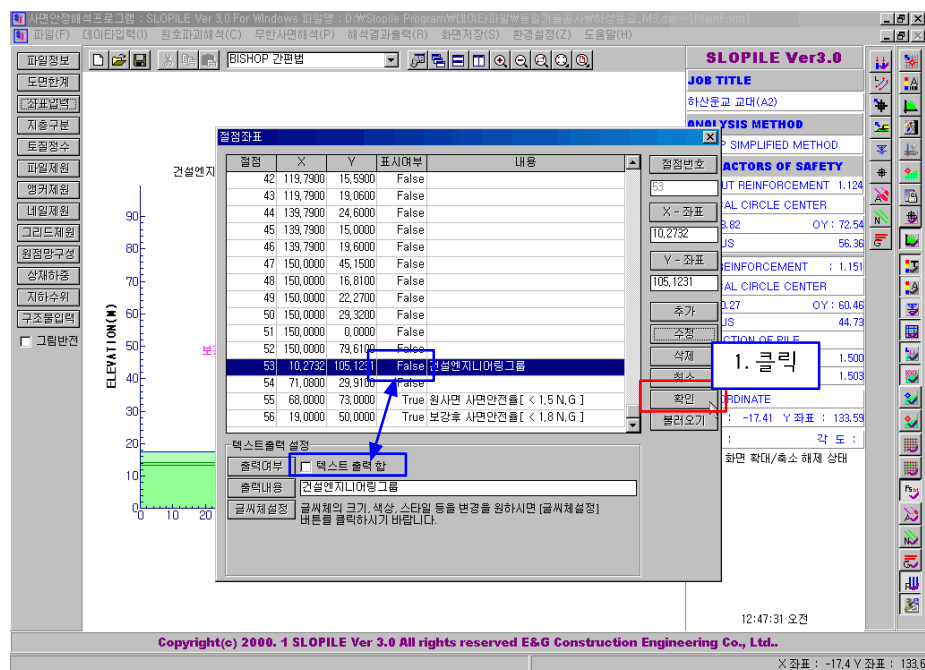 사면안정해석프로그램 : SLOPILE Ver 3.0 For Windows 파일명 : D:₩Slopile Program₩데이타파일₩동일기술공사₩하상운교_M3.dat - [MainForm]
파일(F) 데이타입력(I) 원호파괴해석(C) 무한사면해석(P) 해석결과출력(R) 화면저장(S) 환경설정(Z) 도움말(H)
BISHOP 간편법
파일정보
도면한계
좌표입력
지층구분
토질정수
파일제원
앵커제원
네일제원
그리드제원
원점망구성
상재하중
지하수위
구조물입력
그림반전
건설엔지
ELEVATION(M)
90
80
70
60
50
40
30
20
10
0
0 10 20
보
절점좌표
절점 X Y 표시여부 내용
42 119,7900 15,5900 False
43 119,7900 19,0600 False
44 139,7900 24,6000 False
45 139,7900 15,0000 False
46 139,7900 19,6000 False
47 150,0000 45,1500 False
48 150,0000 16,8100 False
49 150,0000 22,2700 False
50 150,0000 29,3200 False
51 150,0000 0,0000 False
52 150,0000 79,6100 False
53 10,2732 105,1231 False 건설엔지니어링그룹
54 71,0800 29,9100 False
55 68,0000 73,0000 True 원사면 사면안전율[ < 1,5 N,G ]
56 19,0000 50,0000 True 보강후 사면안전율[ < 1,8 N,G ]
절점번호
53
X - 좌표
10,2732
Y - 좌표
105,1231
추가
수정
삭제
취소
확인
불러오기
1. 클릭
텍스트출력 설정
출력여부 텍스트 출력 함
출력내용 건설엔지니어링그룹
글씨체설정 글씨체의 크기, 색상, 스타일 등을 변경을 원하시면 [글씨체설정]
버튼를 클릭하시기 바랍니다.
SLOPILE Ver3.0
JOB TITLE
하산운교 교대(A2)
ANALYSIS METHOD
P SIMPLIFIED METHOD
ACTORS OF SAFETY
UT REINFORCEMENT 1.124
AL CIRCLE CENTER
8.82 OY : 72.54
US 56.36
EINFORCEMENT : 1.151
AL CIRCLE CENTER
0.27 OY : 60.46
US 44.73
CTION OF PILE
1.500
1.503
ORDINATE
: -17.41 Y 좌표 : 133.59
: 각 도 :
화면 확대/축소 해제 상태
12:47:31 오전
Copyright(c) 2000. 1 SLOPILE Ver 3.0 All rights reserved E&G Construction Engineering Co., Ltd..
X 좌표 : -17,4 Y 좌표 : 133,6